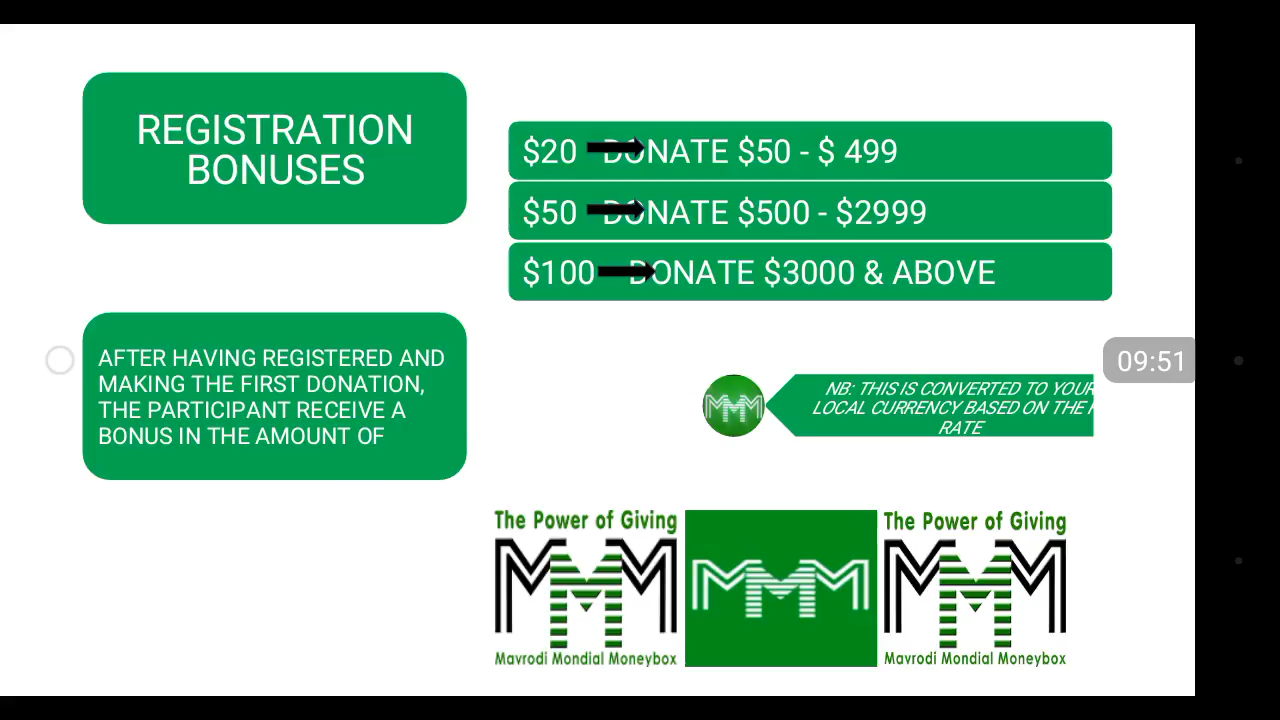 REGISTRATION
BONUSES
$20 DONATE $50 - $ 499
$50 DONATE $500 - $2999
$100 DONATE $3000 & ABOVE
AFTER HAVING REGISTERED AND
MAKING THE FIRST DONATION,
THE PARTICIPANT RECEIVE A
BONUS IN THE AMOUNT OF
09:51
NB: THIS IS CONVERTED TO YOUR
LOCAL CURRENCY BASED ON THE
RATE
MMM
The Power of Giving
MMM
Mavrodi Mondial Moneybox
MMM
The Power of Giving
MMM
Mavrodi Mondial Moneybox